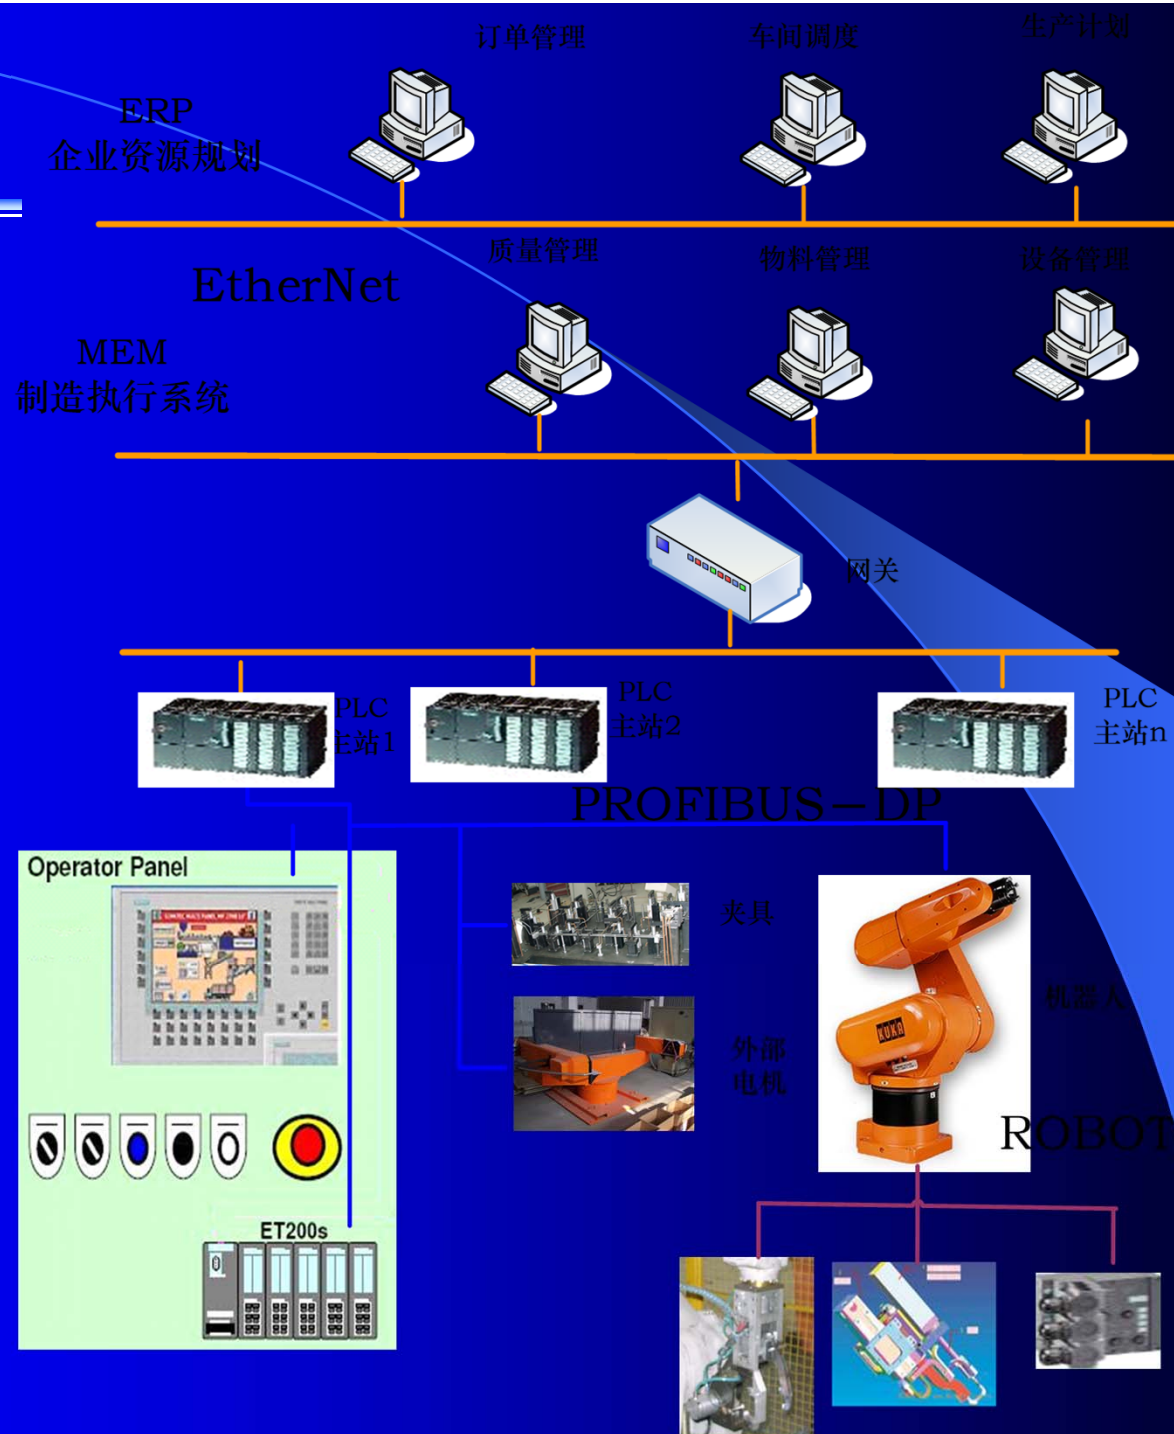 订单管理
车间调度
生产计划
ERP
企业资源规划
质量管理
物料管理
设备管理
EtherNet
MEM
制造执行系统
网关
PLC
主站1
PLC
主站2
PLC
主站n
PROFIBUS－DP
Operator Panel
夹具
KUKA
机器人
外部
电机
ROBOT
ET200s